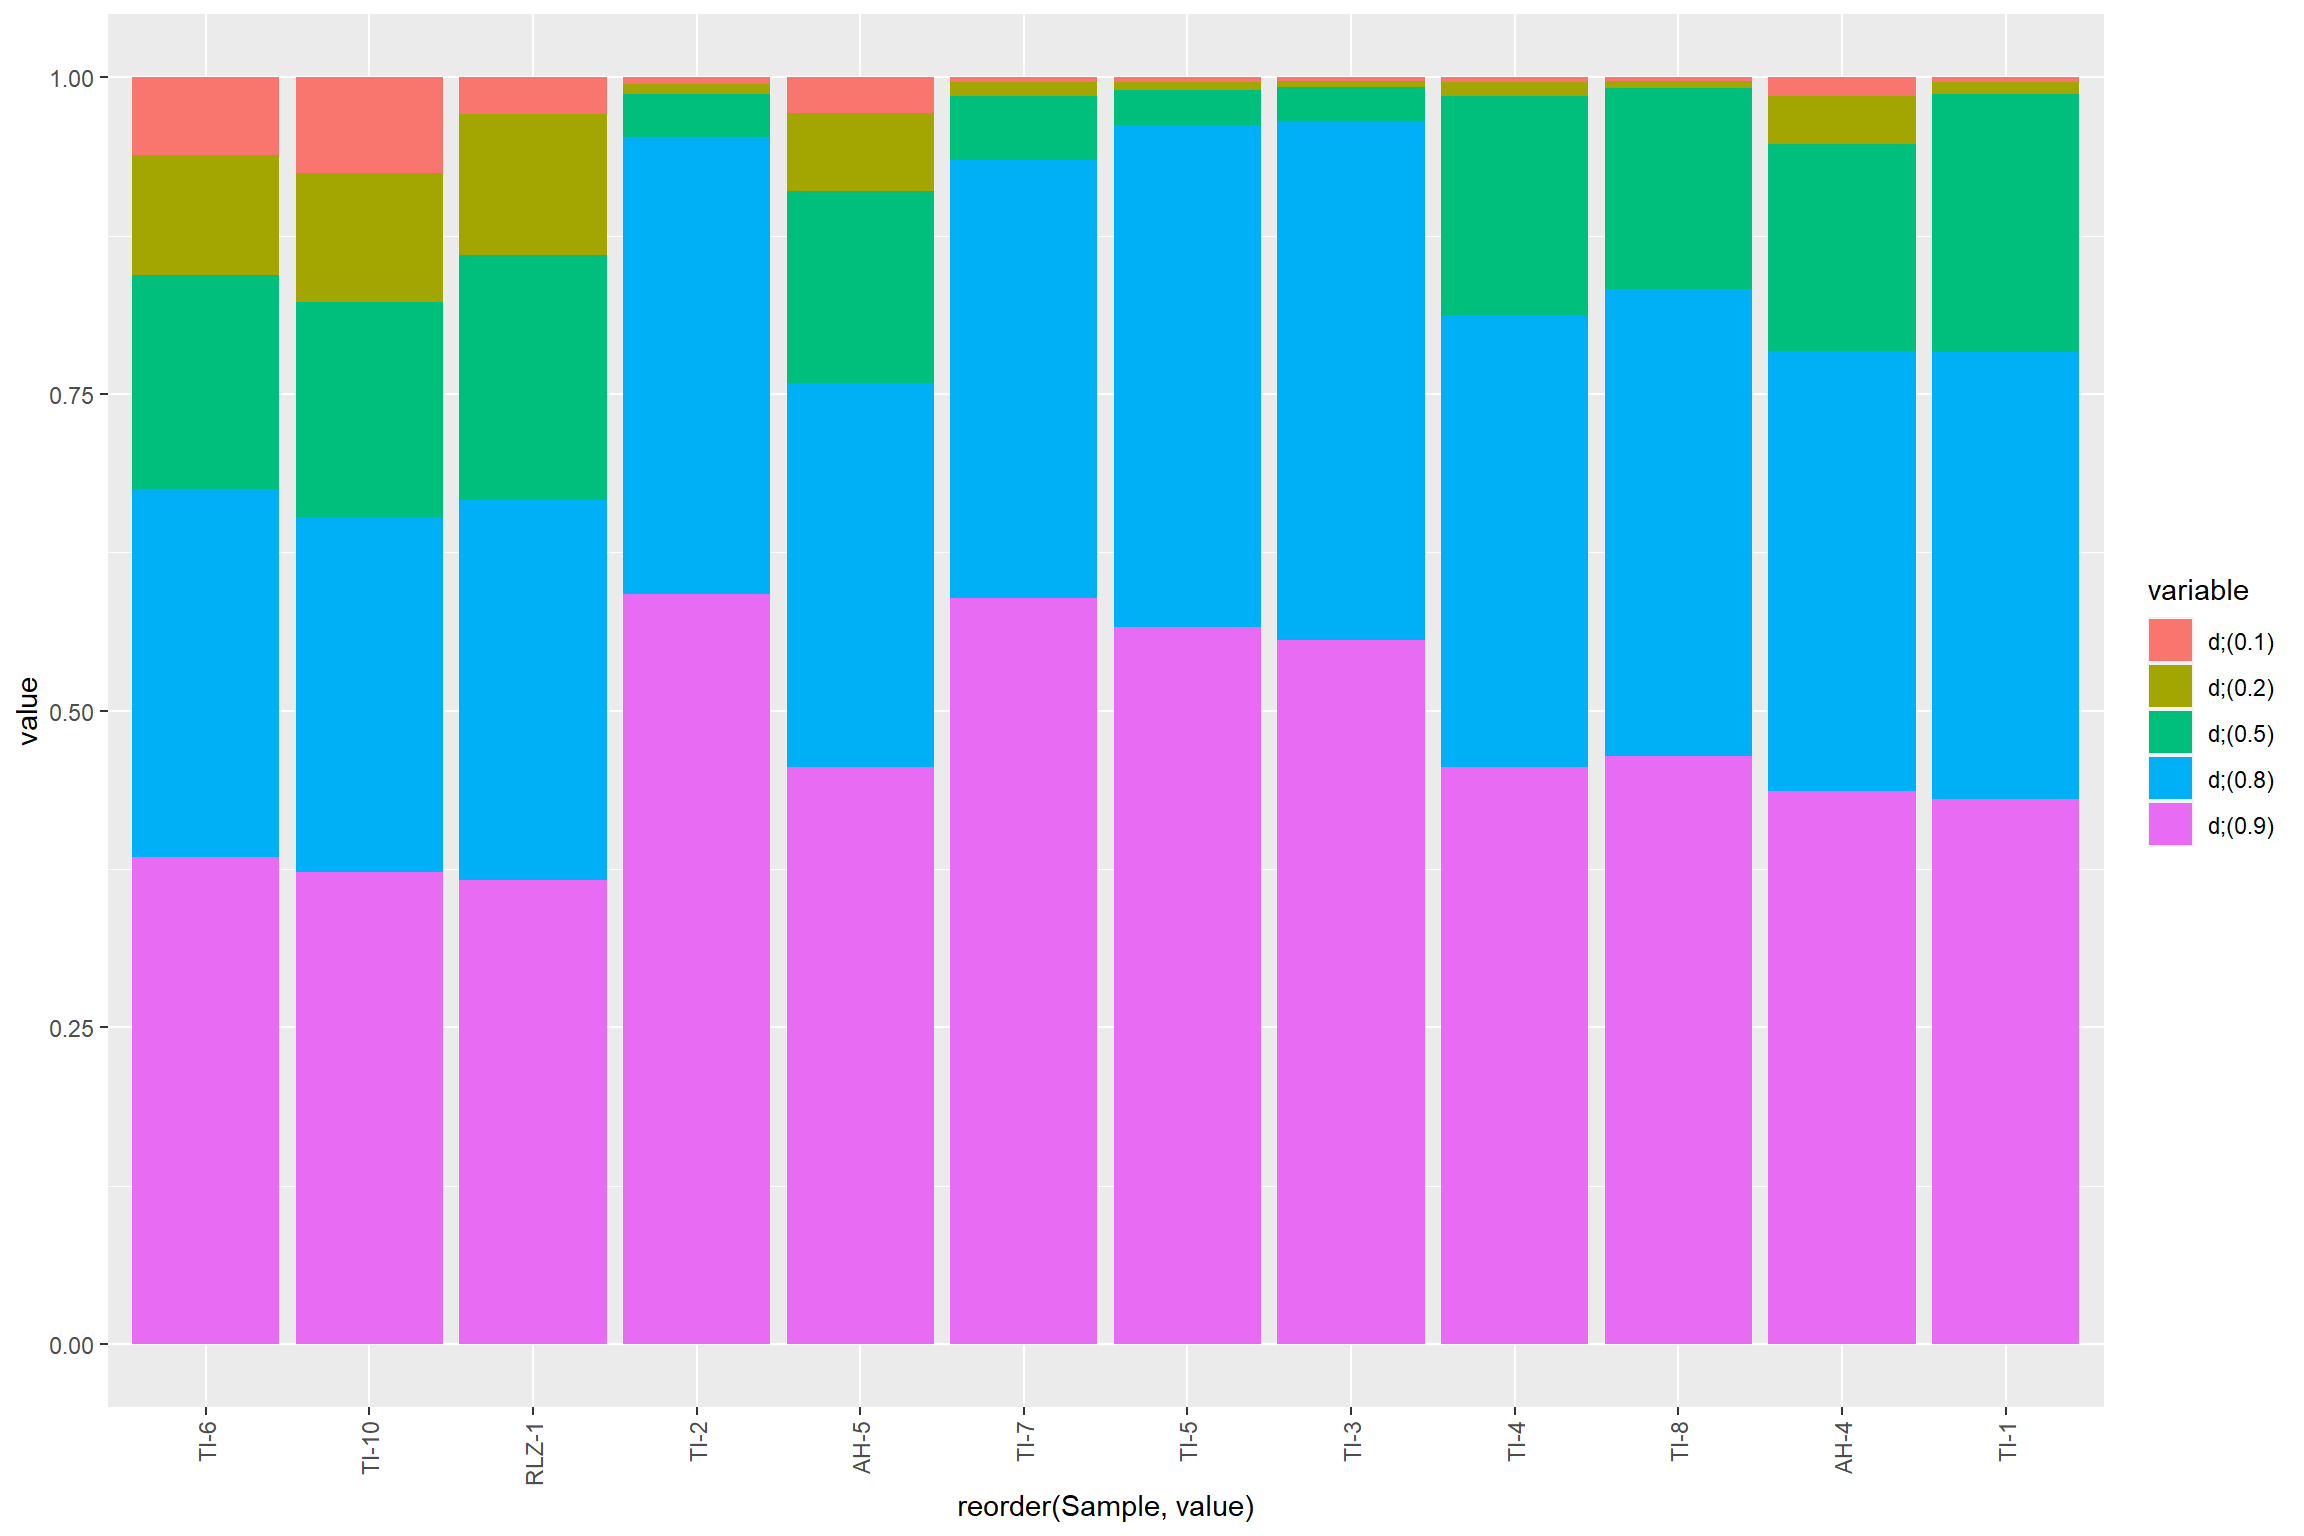 1.00
0.75
0.50
0.25
0.00
value
TI-6
TI-10
RLZ-1
TI-2
AH-5
TI-7
TI-5
TI-3
TI-4
TI-8
AH-4
TI-1
reorder(Sample, value)
variable
d;(0.1)
d;(0.2)
d;(0.5)
d;(0.8)
d;(0.9)